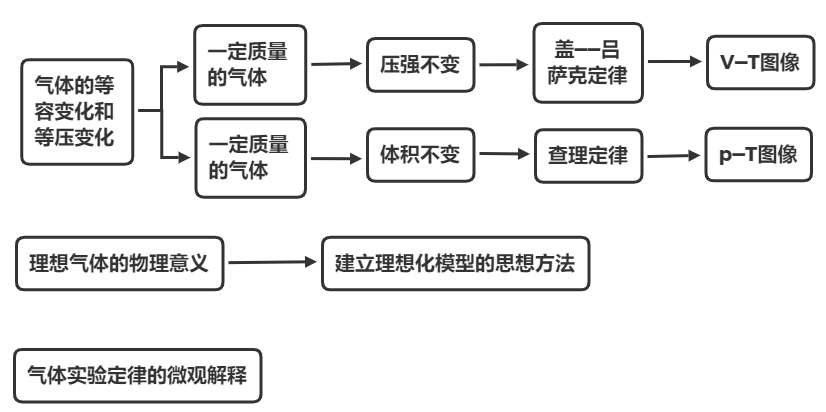 气体的等
容变化和
等压变化
一定质量
的气体
压强不变
盖一一吕
萨克定律
V-T图像
一定质量
的气体
体积不变
查理定律
p-T图像
理想气体的物理意义
建立理想化模型的思想方法
气体实验定律的微观解释